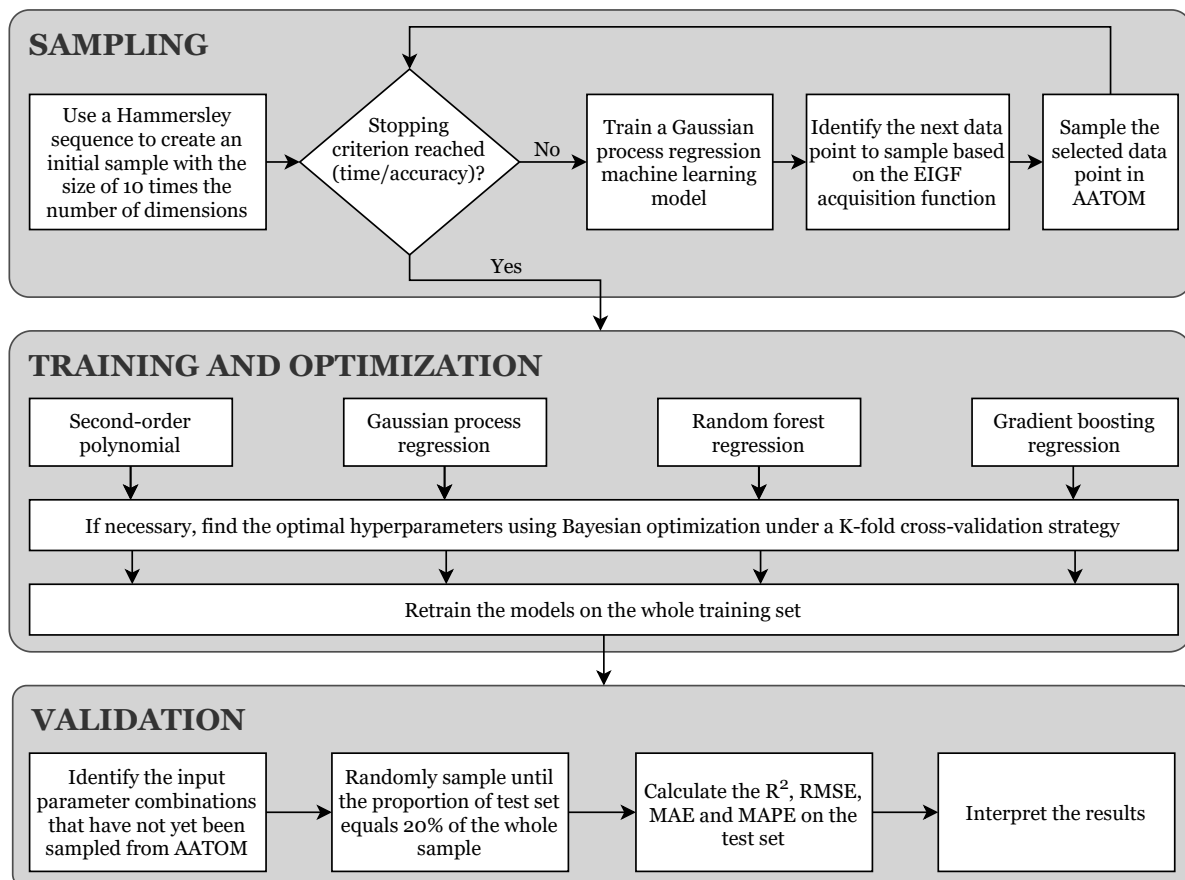 SAMPLING
Use a Hammersley
sequence to create an
initial sample with the
size of 10 times the
number of dimensions
Stopping
criterion reached
(time/accuracy)?
No
Yes
Train a Gaussian
process regression
machine learning
model
Identify the next data
point to sample based
on the EIGF
acquisition function
Sample the
selected data
point in
AATOM
TRAINING AND OPTIMIZATION
Second-order
polynomial
Gaussian process
regression
Random forest
regression
Gradient boosting
regression
If necessary, find the optimal hyperparameters using Bayesian optimization under a K-fold cross-validation strategy
Retrain the models on the whole training set
VALIDATION
Identify the input
parameter combinations
that have not yet been
sampled from AATOM
Randomly sample until
the proportion of test set
equals 20% of the whole
sample
Calculate the R², RMSE,
MAE and MAPE on the
test set
Interpret the results